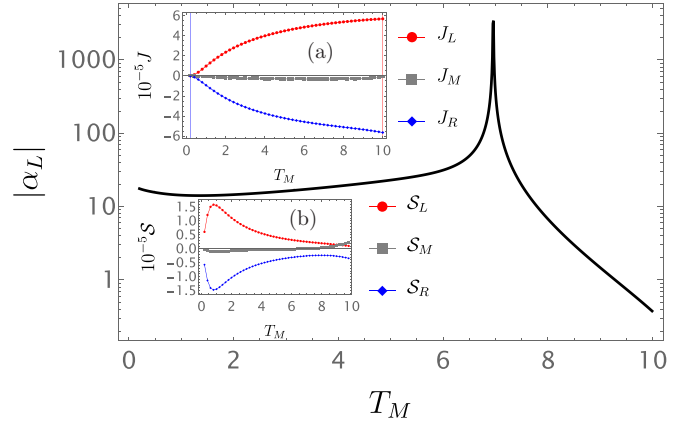 |α_L|
1000
100
10
1
0 2 4 6 8 10
T_M
(a)
10^{-5} J
6
4
2
0
−2
−4
−6
0 2 4 6 8 10
T_M
J_L
J_M
J_R
(b)
10^{-5} 𝒮
1.5
1.0
0.5
0.0
−0.5
−1.0
−1.5
0 2 4 6 8 10
T_M
𝒮_L
𝒮_M
𝒮_R